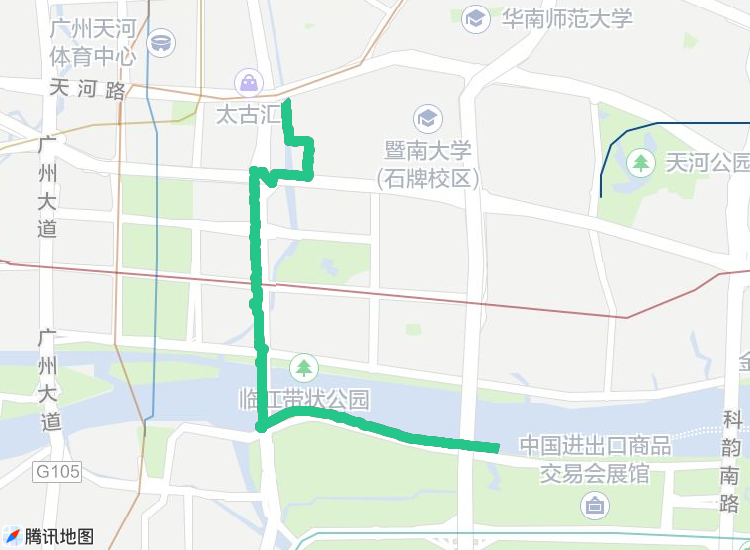 华南师范大学
广州天河
体育中心
天河路
太古汇
广州大道
暨南大学
(石牌校区)
天河公园
广州大道
临江带状公园
金
中国进出口商品
交易会展馆
科韵南路
G105
腾讯地图